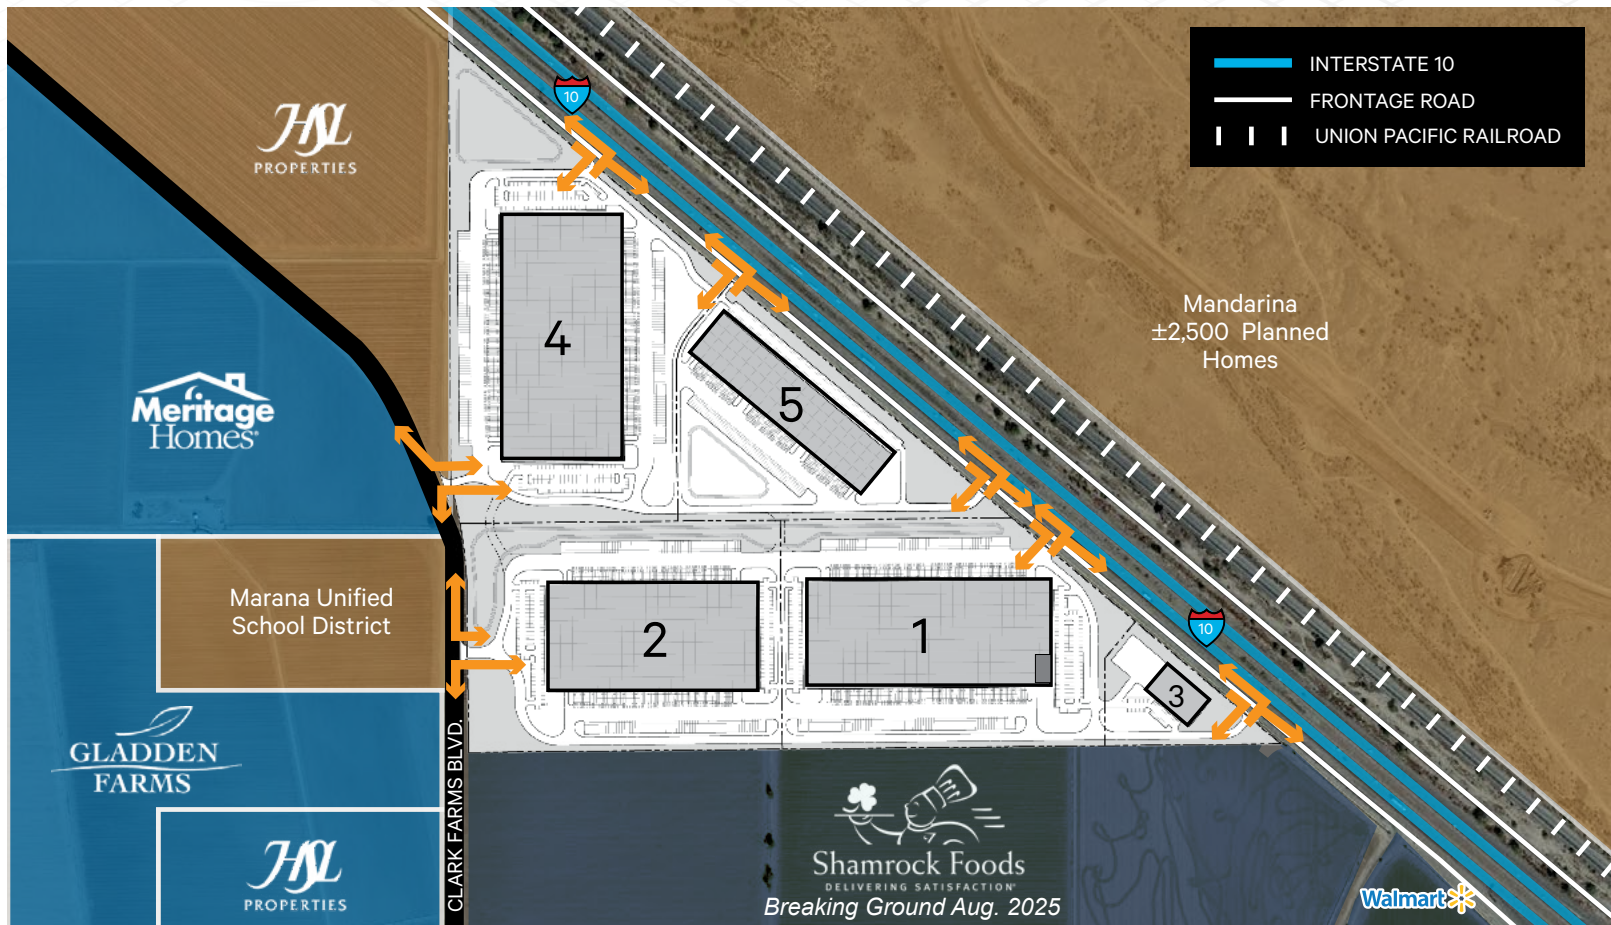 INTERSTATE 10
FRONTAGE ROAD
UNION PACIFIC RAILROAD
10
HSL
PROPERTIES
Mandarina
±2,500 Planned
Homes
4
5
Meritage
Homes
Marana Unified
School District
2
1
10
3
GLADDEN
FARMS
CLARK FARMS BLVD.
HSL
PROPERTIES
Shamrock Foods
DELIVERING SATISFACTION
Breaking Ground Aug. 2025
Walmart